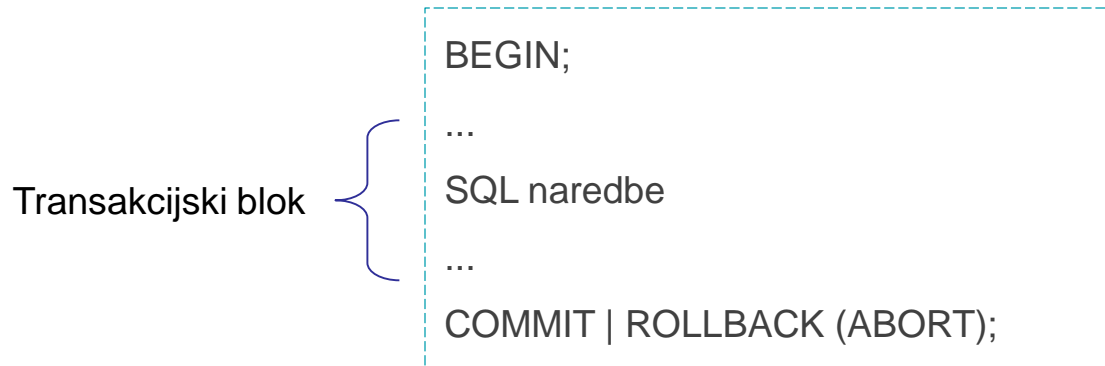 BEGIN;
...
Transakcijski blok
SQL naredbe
...
COMMIT | ROLLBACK (ABORT);